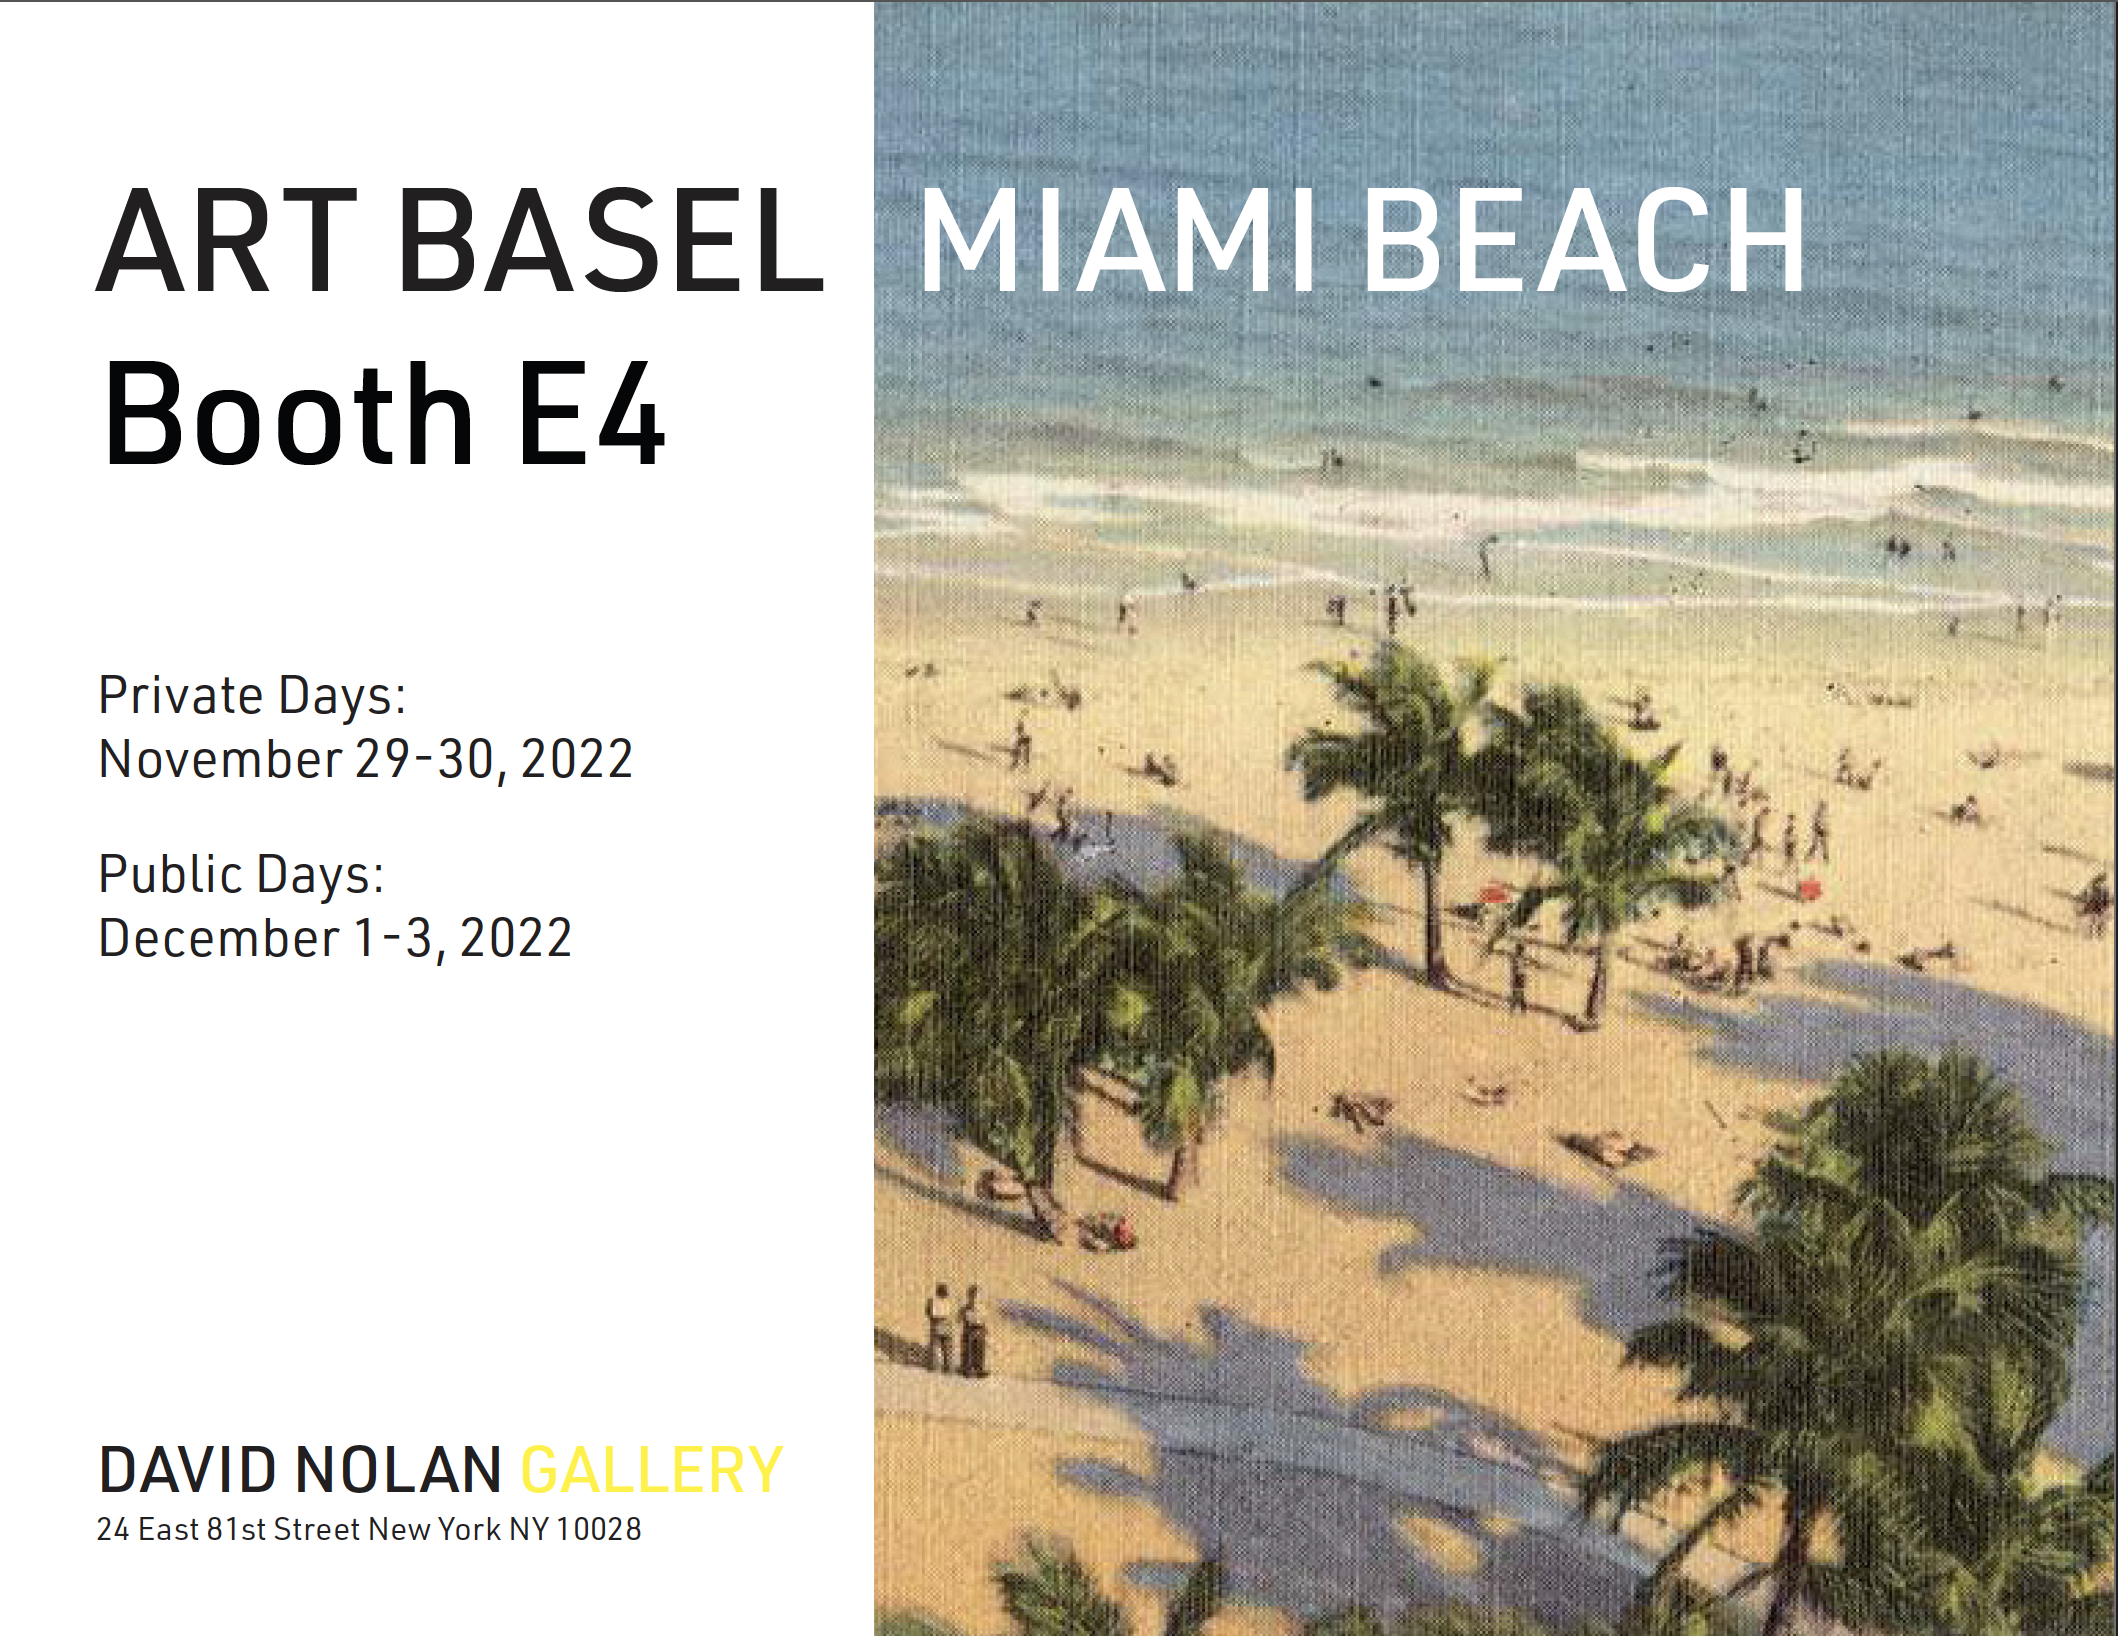 ART BASEL MIAMI BEACH
Booth E4
Private Days:
November 29-30, 2022
Public Days:
December 1-3, 2022
DAVID NOLAN GALLERY
24 East 81st Street New York NY 10028